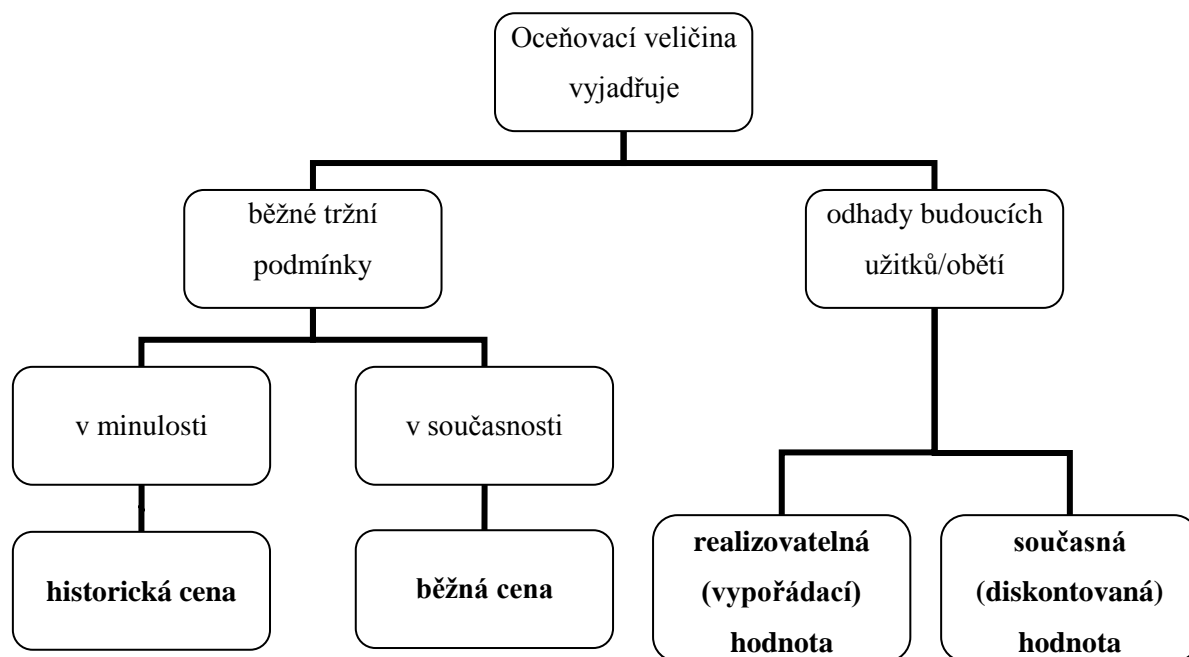 Oceňovací veličina
vyjadřuje
běžné tržní
podmínky
odhady budoucích
užitků/obětí
v minulosti
v současnosti
historická cena
běžná cena
realizovatelná
(vypořádací)
hodnota
současná
(diskontovaná)
hodnota